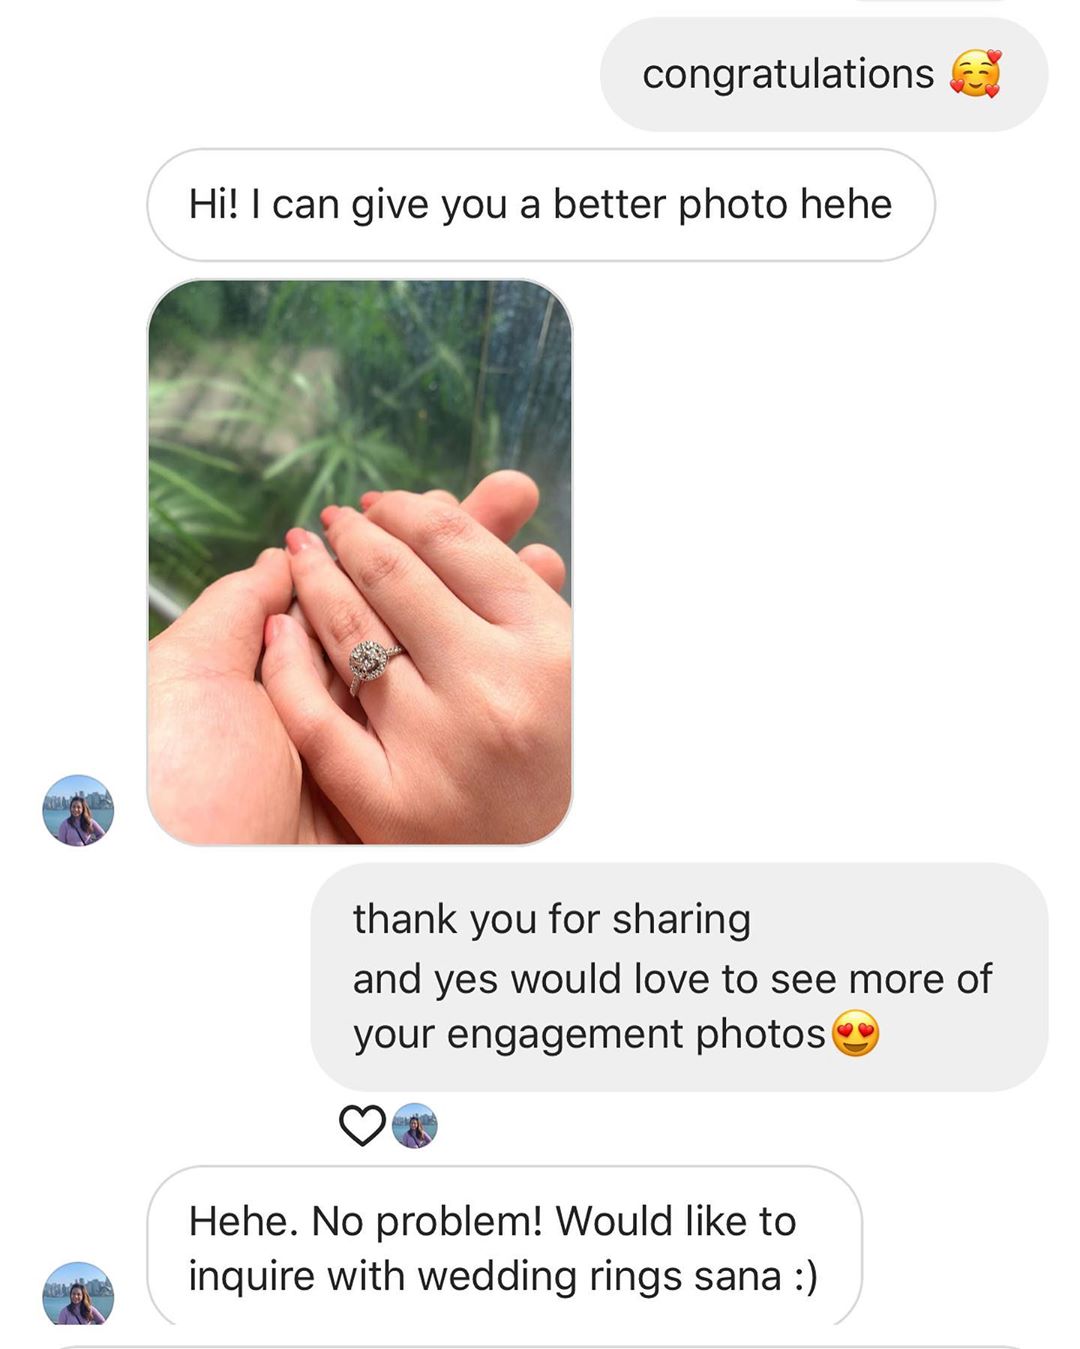 congratulations 🥰
Hi! I can give you a better photo hehe
thank you for sharing
and yes would love to see more of
your engagement photos😍
Hehe. No problem! Would like to
inquire with wedding rings sana :)